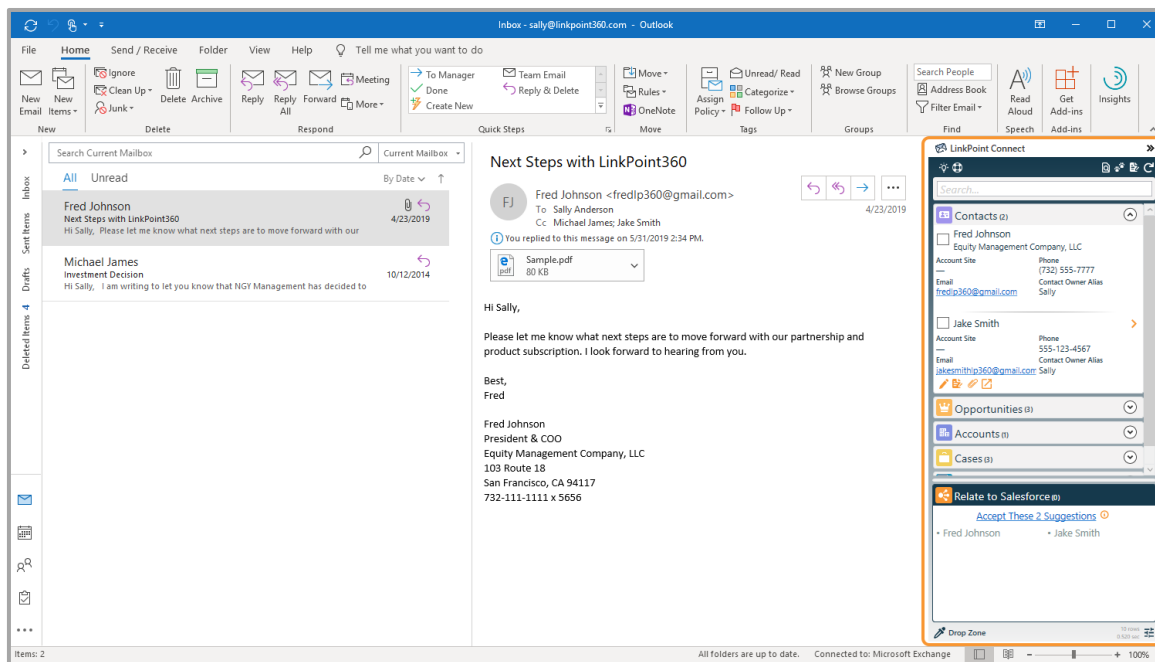 Inbox - sally@linkpoint360.com - Outlook
File Home Send / Receive Folder View Help Tell me what you want to do
New Email
New Items
Ignore
Clean Up
Junk
Delete
Archive
Reply
Reply All
Forward
Meeting
More
To Manager
Done
Create New
Team Email
Reply & Delete
Move
Rules
OneNote
Assign Policy
Unread/ Read
Categorize
Follow Up
New Group
Browse Groups
Search People
Address Book
Filter Email
Read Aloud
Get Add-ins
Insights
New Delete Respond Quick Steps Move Tags Groups Find Speech Add-ins
Inbox
Sent Items
Drafts
Deleted Items 4
Search Current Mailbox
Current Mailbox
All Unread
By Date
Fred Johnson
Next Steps with LinkPoint360 4/23/2019
Hi Sally, Please let me know what next steps are to move forward with our
Michael James
Investment Decision 10/12/2014
Hi Sally, I am writing to let you know that NGY Management has decided to
Next Steps with LinkPoint360
FJ
Fred Johnson <fredlp360@gmail.com>
To Sally Anderson
Cc Michael James; Jake Smith
4/23/2019
You replied to this message on 5/31/2019 2:34 PM.
pdf
Sample.pdf
80 KB
Hi Sally,
Please let me know what next steps are to move forward with our partnership and
product subscription. I look forward to hearing from you.
Best,
Fred
Fred Johnson
President & COO
Equity Management Company, LLC
103 Route 18
San Francisco, CA 94117
732-111-1111 x 5656
LinkPoint Connect
Search...
Contacts (2)
Fred Johnson
Equity Management Company, LLC
Account Site Phone
— (732) 555-7777
Email Contact Owner Alias
fredlp360@gmail.com Sally
Jake Smith
Account Site Phone
— 555-123-4567
Email Contact Owner Alias
jakesmithlp360@gmail.com Sally
Opportunities (3)
Accounts (1)
Cases (3)
Relate to Salesforce (0)
Accept These 2 Suggestions
• Fred Johnson • Jake Smith
Drop Zone
Items: 2
All folders are up to date. Connected to: Microsoft Exchange
100%